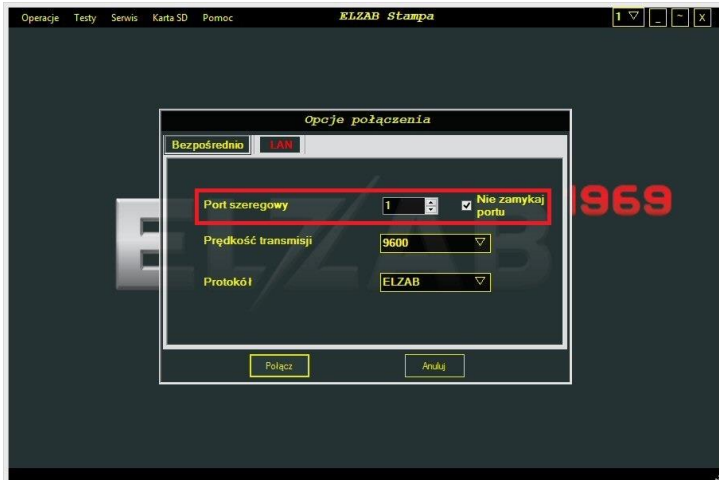 Operacje Testy Serwis Karta SD Pomoc ELZAB Stampa 1 _ ~ X
Opcje połączenia
Bezpośrednio LAN
Port szeregowy 1 Nie zamykaj
portu
Prędkość transmisji 9600
Protokół ELZAB
Połącz Anuluj
ELZAB
1969